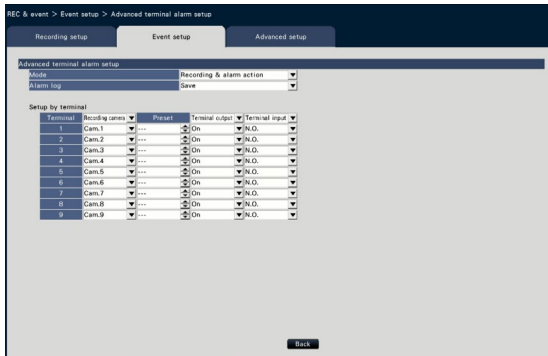 REC & event > Event setup > Advanced terminal alarm setup
Recording setup Event setup Advanced setup
Advanced terminal alarm setup
Mode Recording & alarm action
Alarm log Save
Setup by terminal
Terminal Recording camera Preset Terminal output Terminal input
1 Cam.1 --- On N.O.
2 Cam.2 --- On N.O.
3 Cam.3 --- On N.O.
4 Cam.4 --- On N.O.
5 Cam.5 --- On N.O.
6 Cam.6 --- On N.O.
7 Cam.7 --- On N.O.
8 Cam.8 --- On N.O.
9 Cam.9 --- On N.O.
Back